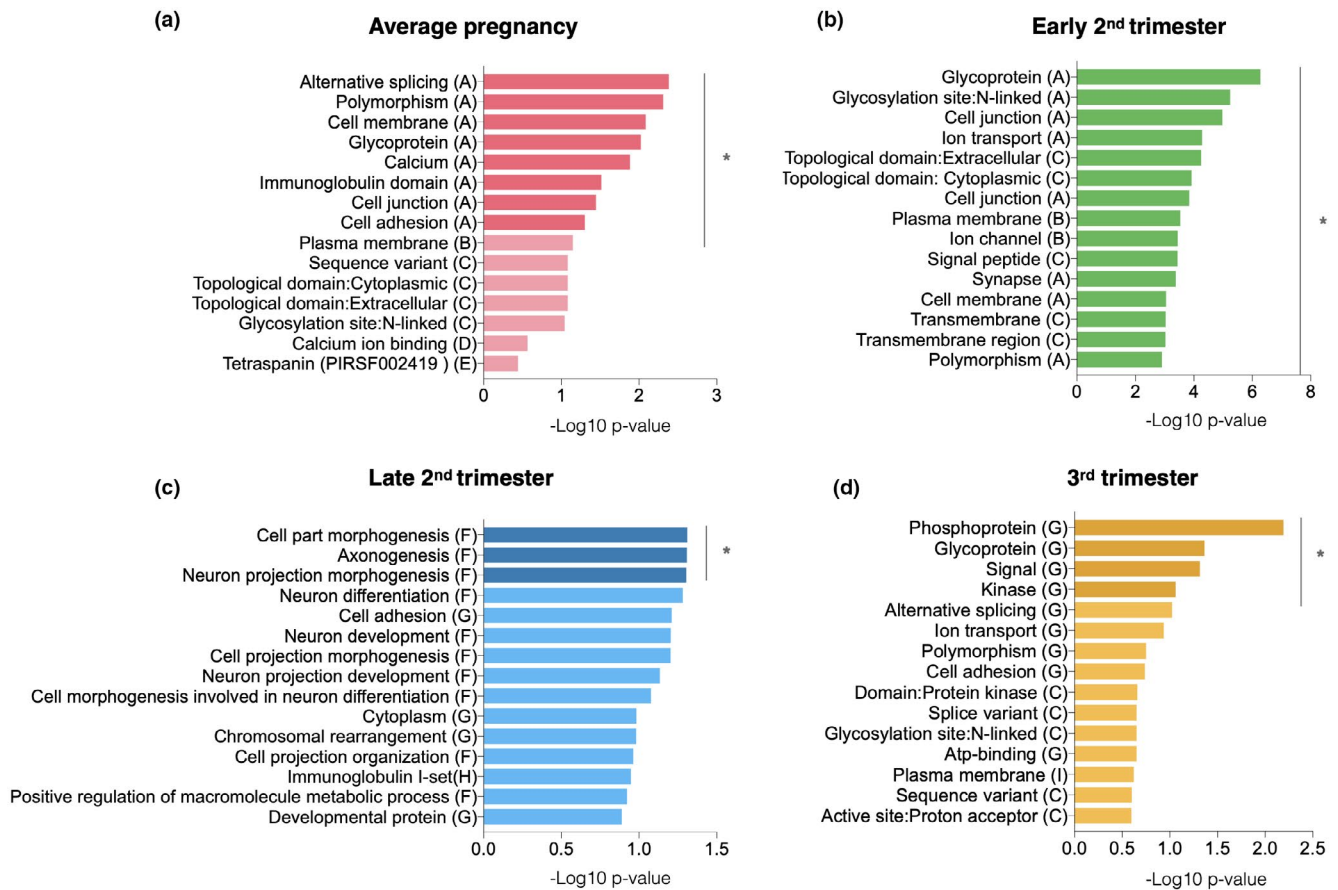 (a)
Average pregnancy
Alternative splicing (A)
Polymorphism (A)
Cell membrane (A)
Glycoprotein (A)
Calcium (A)
Immunoglobulin domain (A)
Cell junction (A)
Cell adhesion (A)
Plasma membrane (B)
Sequence variant (C)
Topological domain:Cytoplasmic (C)
Topological domain:Extracellular (C)
Glycosylation site:N-linked (C)
Calcium ion binding (D)
Tetraspanin (PIRSF002419 ) (E)
*
0 1 2 3
-Log10 p-value
(b)
Early 2nd trimester
Glycoprotein (A)
Glycosylation site:N-linked (A)
Cell junction (A)
Ion transport (A)
Topological domain:Extracellular (C)
Topological domain: Cytoplasmic (C)
Cell junction (A)
Plasma membrane (B)
Ion channel (B)
Signal peptide (C)
Synapse (A)
Cell membrane (A)
Transmembrane (C)
Transmembrane region (C)
Polymorphism (A)
*
0 2 4 6 8
-Log10 p-value
(c)
Late 2nd trimester
Cell part morphogenesis (F)
Axonogenesis (F)
Neuron projection morphogenesis (F)
Neuron differentiation (F)
Cell adhesion (G)
Neuron development (F)
Cell projection morphogenesis (F)
Neuron projection development (F)
Cell morphogenesis involved in neuron differentiation (F)
Cytoplasm (G)
Chromosomal rearrangement (G)
Cell projection organization (F)
Immunoglobulin I-set(H)
Positive regulation of macromolecule metabolic process (F)
Developmental protein (G)
*
0.0 0.5 1.0 1.5
-Log10 p-value
(d)
3rd trimester
Phosphoprotein (G)
Glycoprotein (G)
Signal (G)
Kinase (G)
Alternative splicing (G)
Ion transport (G)
Polymorphism (G)
Cell adhesion (G)
Domain:Protein kinase (C)
Splice variant (C)
Glycosylation site:N-linked (C)
Atp-binding (G)
Plasma membrane (I)
Sequence variant (C)
Active site:Proton acceptor (C)
*
0.0 0.5 1.0 1.5 2.0 2.5
-Log10 p-value